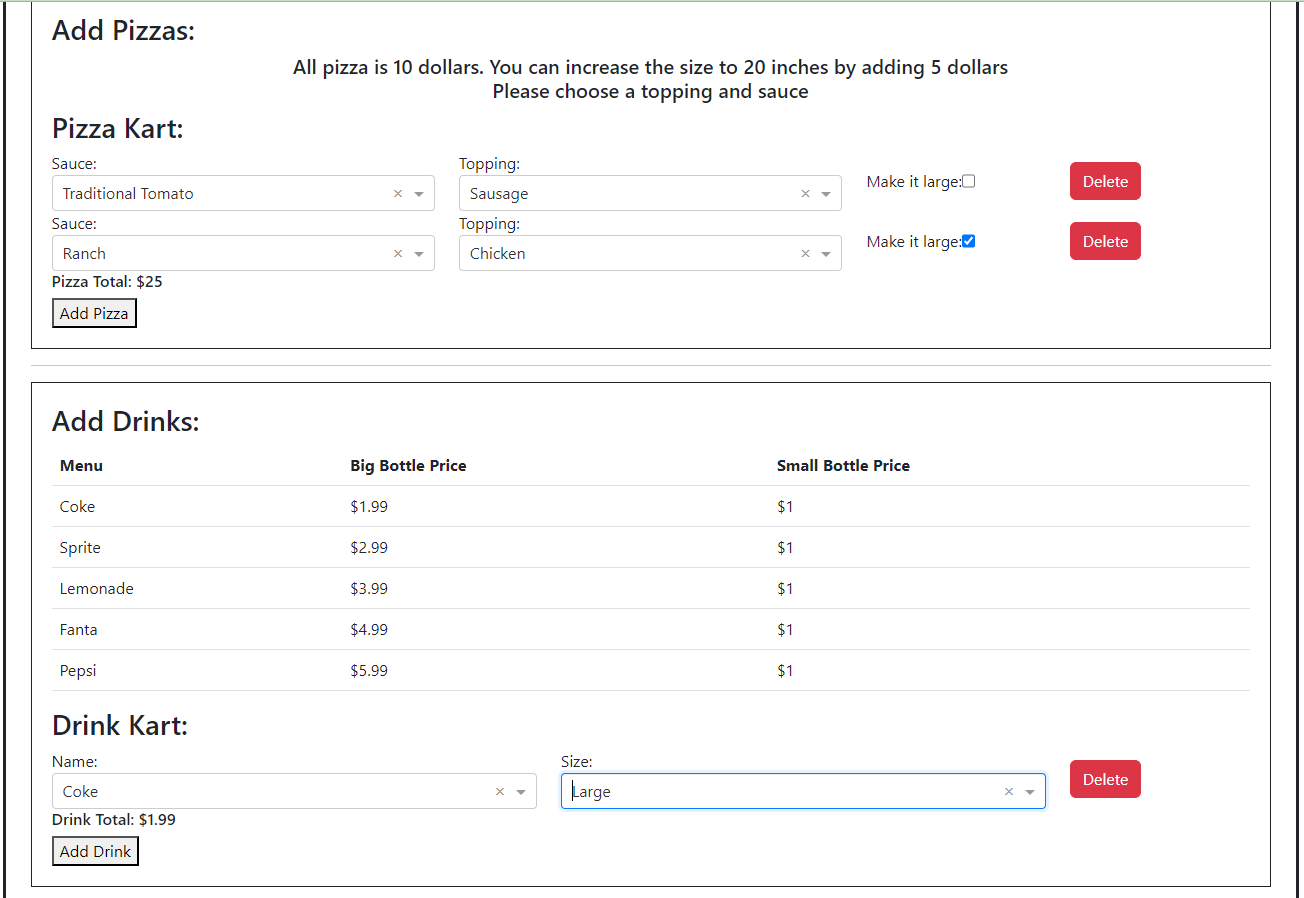 Add Pizzas:
All pizza is 10 dollars. You can increase the size to 20 inches by adding 5 dollars
Please choose a topping and sauce
Pizza Kart:
Sauce: Topping:
Traditional Tomato × Sausage × Make it large: Delete
Sauce: Topping:
Ranch × Chicken × Make it large: Delete
Pizza Total: $25
Add Pizza
Add Drinks:
Menu Big Bottle Price Small Bottle Price
Coke $1.99 $1
Sprite $2.99 $1
Lemonade $3.99 $1
Fanta $4.99 $1
Pepsi $5.99 $1
Drink Kart:
Name: Size:
Coke × Large × Delete
Drink Total: $1.99
Add Drink